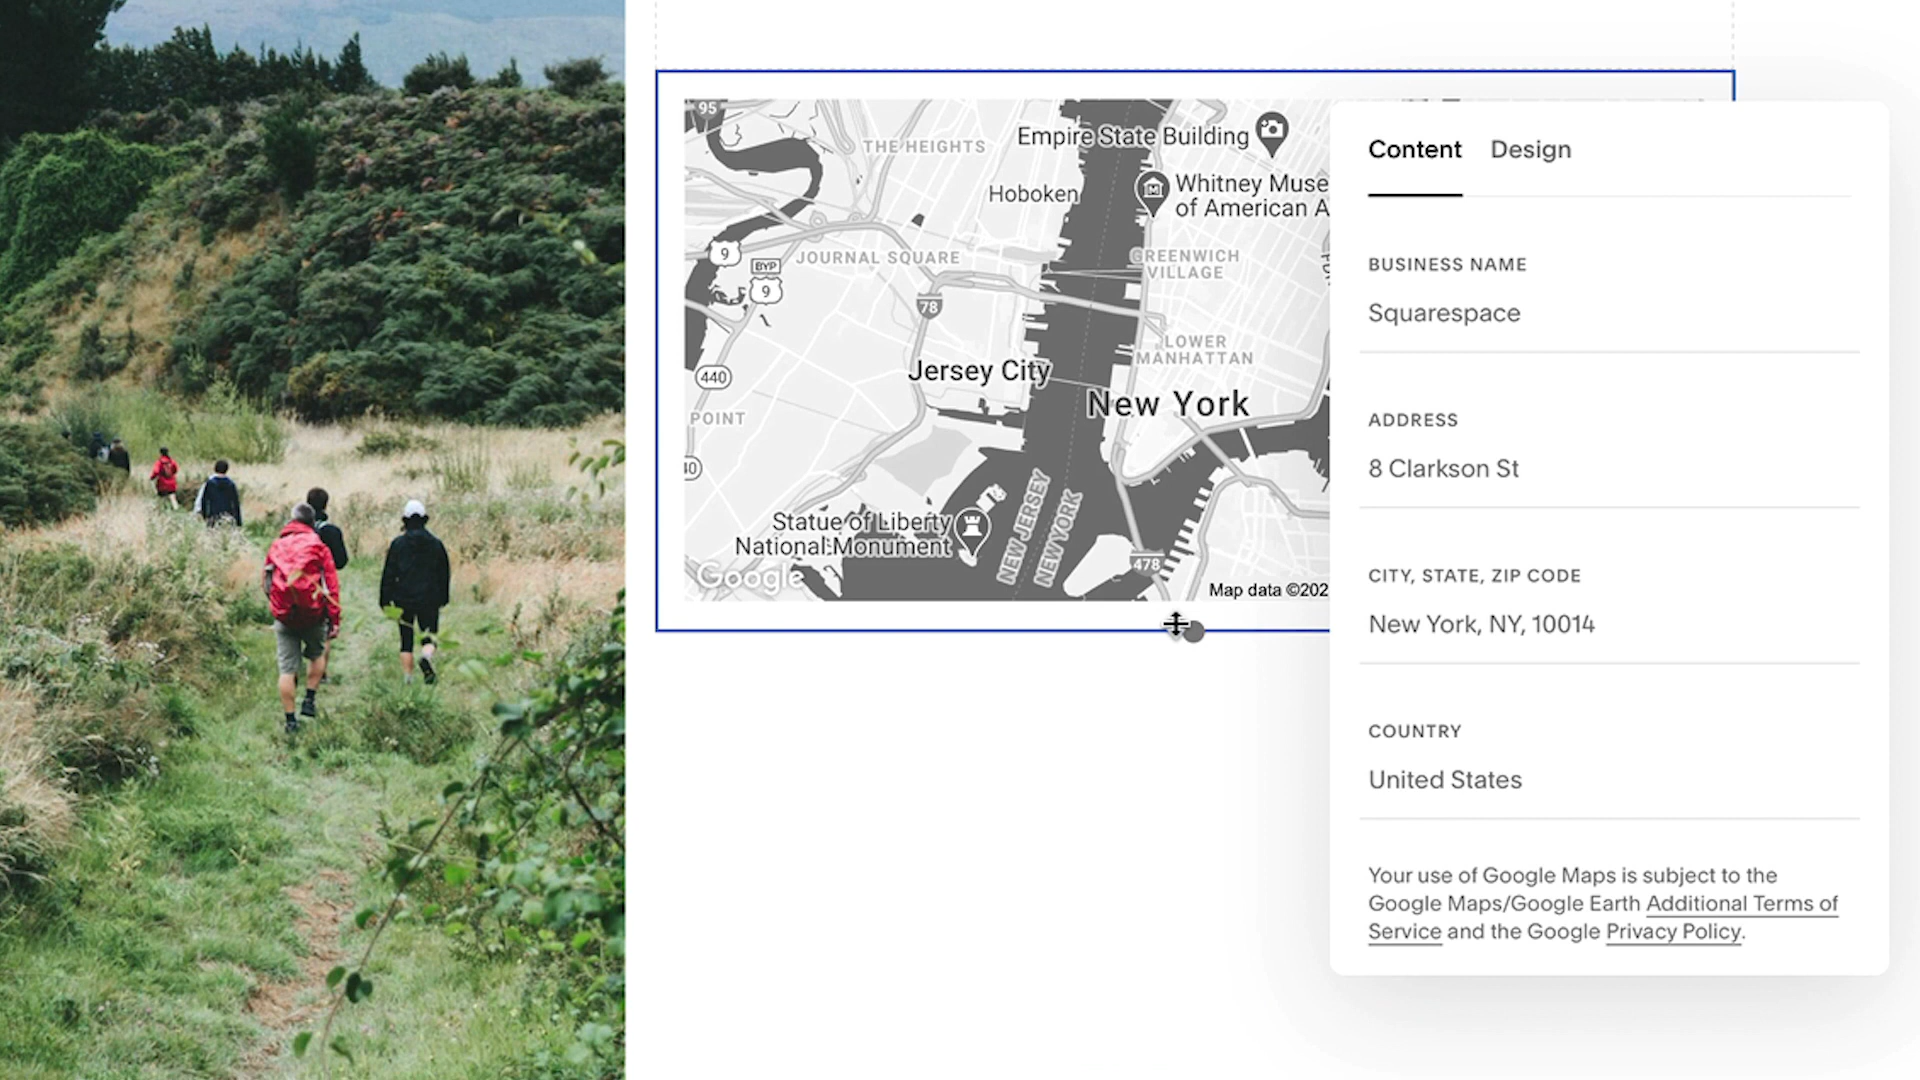 95
THE HEIGHTS
Empire State Building
Hoboken
Whitney Muse
of American A
9
BYP
9
JOURNAL SQUARE
GREENWICH
VILLAGE
78
LOWER
MANHATTAN
Jersey City
440
New York
POINT
Statue of Liberty
National Monument
NEW JERSEY
NEW YORK
478
Google
Map data ©202
Content Design
BUSINESS NAME
Squarespace
ADDRESS
8 Clarkson St
CITY, STATE, ZIP CODE
New York, NY, 10014
COUNTRY
United States
Your use of Google Maps is subject to the
Google Maps/Google Earth Additional Terms of
Service and the Google Privacy Policy.